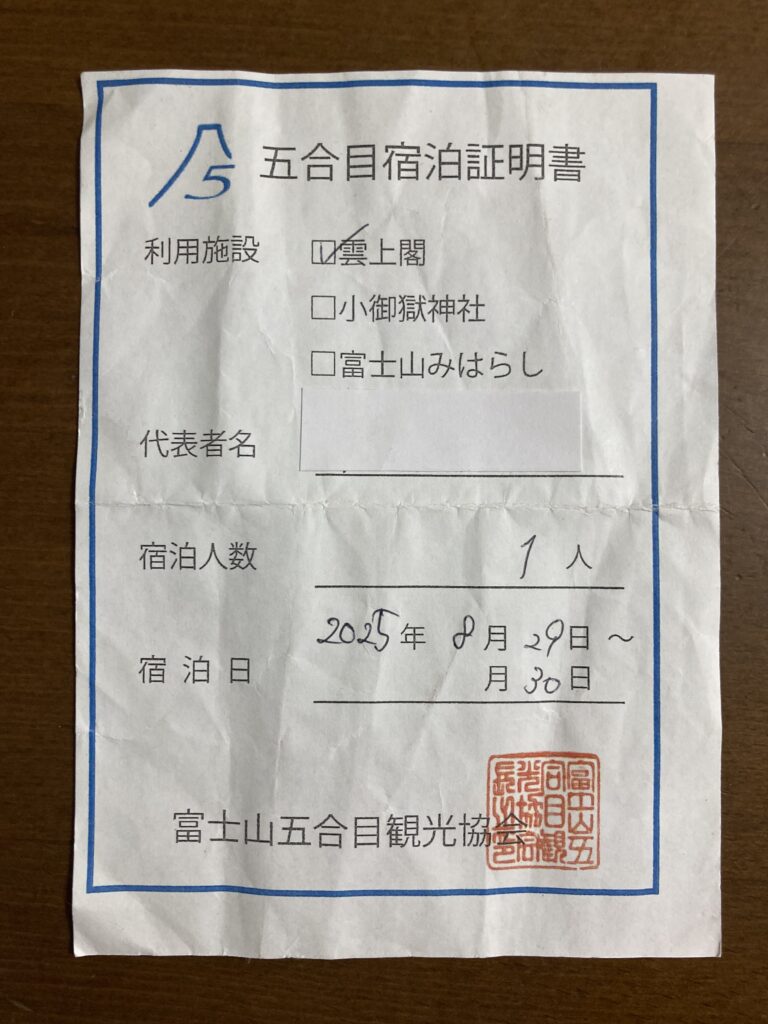 5
五合目宿泊証明書
利用施設 ☑雲上閣
□小御嶽神社
□富士山みはらし
代表者名
宿泊人数 1人
宿泊日 2025年 8月29日～
月30日
富士山五合目観光協会